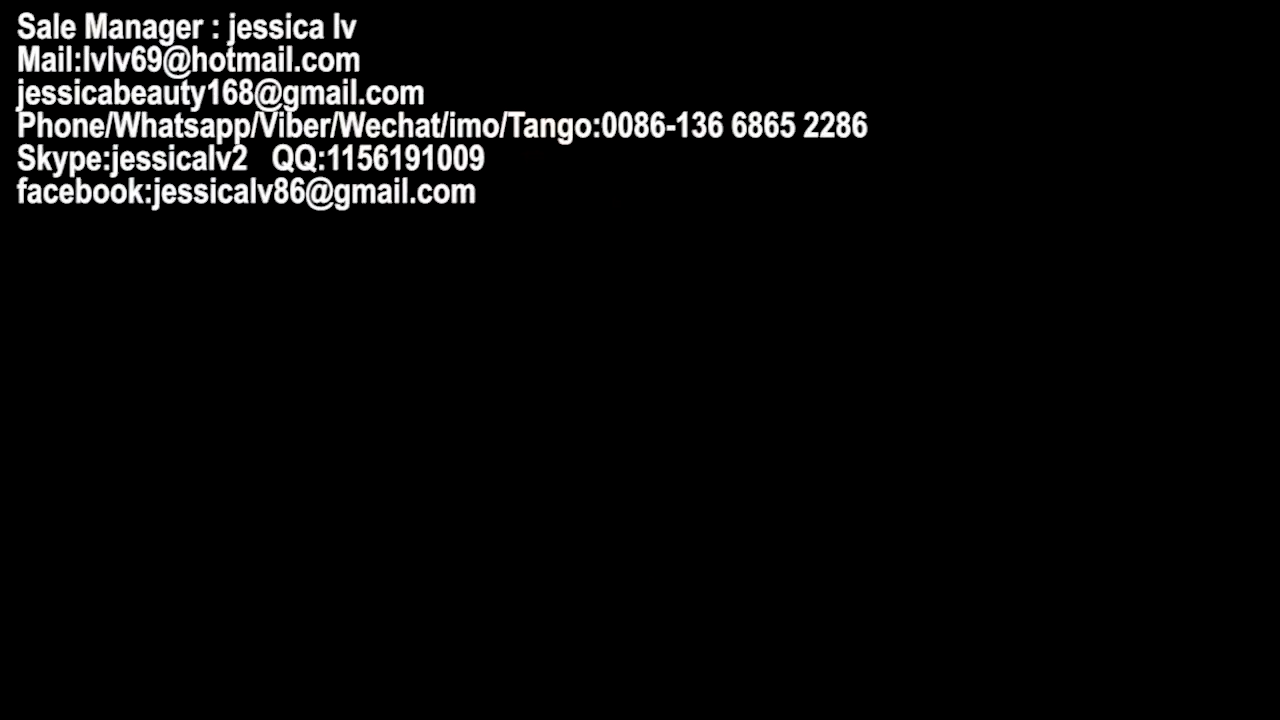 Sale Manager : jessica lv
Mail:lvlv69@hotmail.com
jessicabeauty168@gmail.com
Phone/Whatsapp/Viber/Wechat/imo/Tango:0086-136 6865 2286
Skype:jessicalv2   QQ:1156191009
facebook:jessicalv86@gmail.com